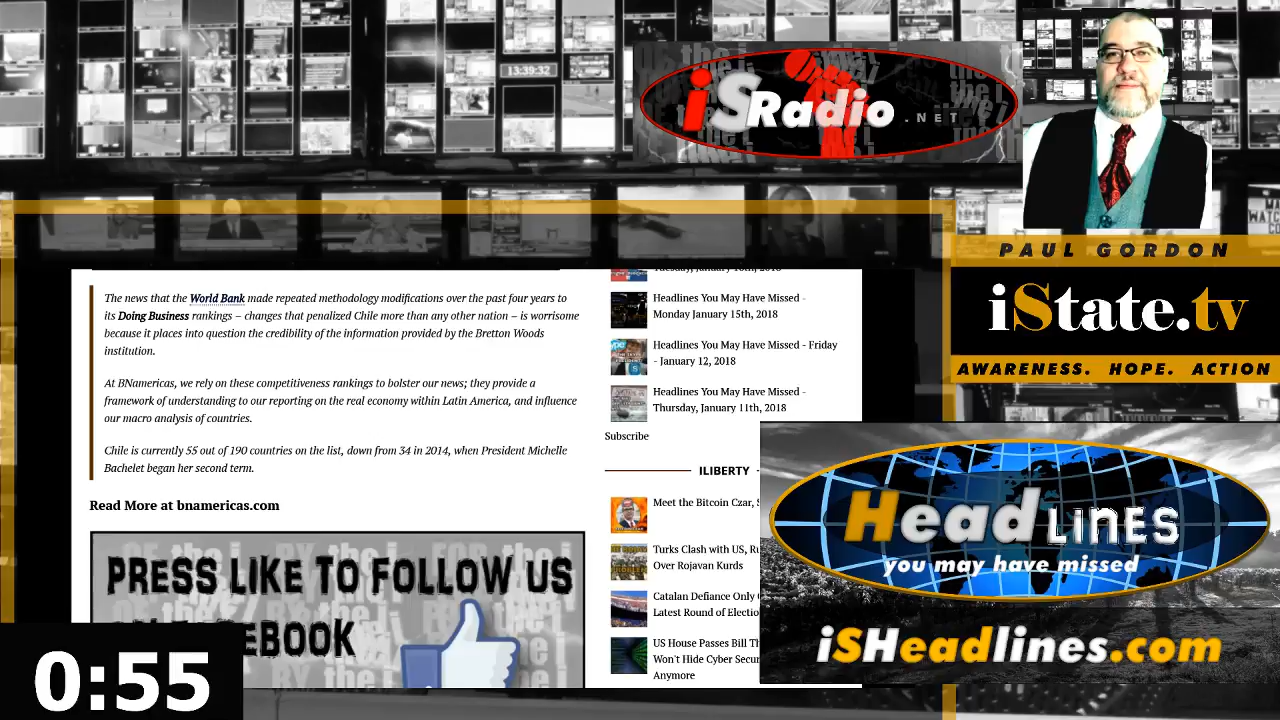 13:39:32
iSRadio
.NET
PAUL GORDON
iState.tv
AWARENESS. HOPE. ACTION
The news that the World Bank made repeated methodology modifications over the past four years to
its Doing Business rankings – changes that penalized Chile more than any other nation – is worrisome
because it places into question the credibility of the information provided by the Bretton Woods
institution.
At BNamericas, we rely on these competitiveness rankings to bolster our news; they provide a
framework of understanding to our reporting on the real economy within Latin America, and influence
our macro analysis of countries.
Chile is currently 55 out of 190 countries on the list, down from 34 in 2014, when President Michelle
Bachelet began her second term.
Read More at bnamericas.com
PRESS LIKE TO FOLLOW US
Tuesday, January 16th, 2018
Headlines You May Have Missed -
Monday January 15th, 2018
Headlines You May Have Missed - Friday
- January 12, 2018
Headlines You May Have Missed -
Thursday, January 11th, 2018
Subscribe
ILIBERTY
Meet the Bitcoin Czar,
Turks Clash with US,
Over Rojavan Kurds
Catalan Defiance Only
Latest Round of
US House Passes Bill
Won't Hide Cyber
Anymore
Head LINES
you may have missed
iSHeadlines.com
0:55